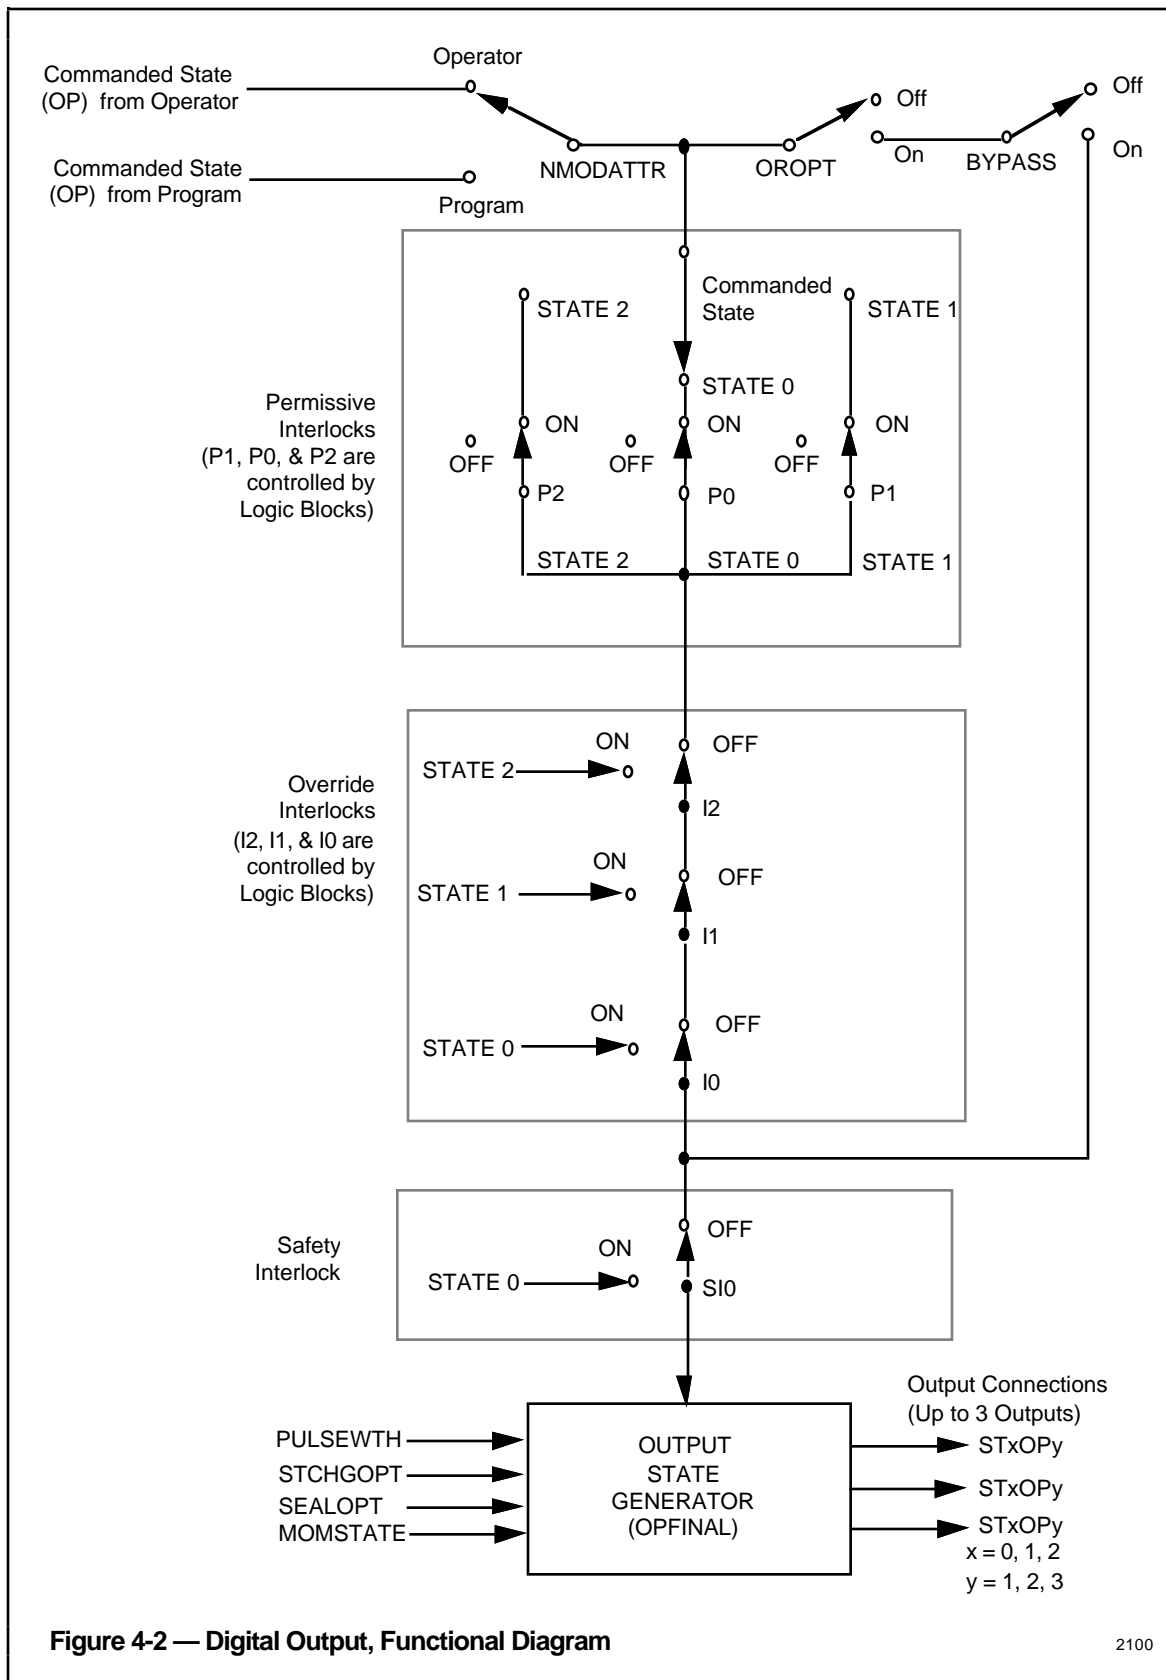 Operator
Commanded State
(OP) from Operator
Off
Off
On
On
NMODATTR
OROPT
BYPASS
Commanded State
(OP) from Program
Program
Commanded
State
STATE 2
STATE 1
STATE 0
Permissive
Interlocks
(P1, P0, & P2 are
controlled by
Logic Blocks)
ON
OFF
ON
OFF
ON
OFF
P2
P0
P1
STATE 2
STATE 0
STATE 1
ON
OFF
STATE 2
I2
Override
Interlocks
(I2, I1, & I0 are
controlled by
Logic Blocks)
ON
OFF
STATE 1
I1
ON
OFF
STATE 0
I0
Safety
Interlock
ON
OFF
STATE 0
SI0
PULSEWTH
STCHGOPT
SEALOPT
MOMSTATE
OUTPUT
STATE
GENERATOR
(OPFINAL)
Output Connections
(Up to 3 Outputs)
STxOPy
STxOPy
STxOPy
x = 0, 1, 2
y = 1, 2, 3
Figure 4-2 — Digital Output, Functional Diagram
2100